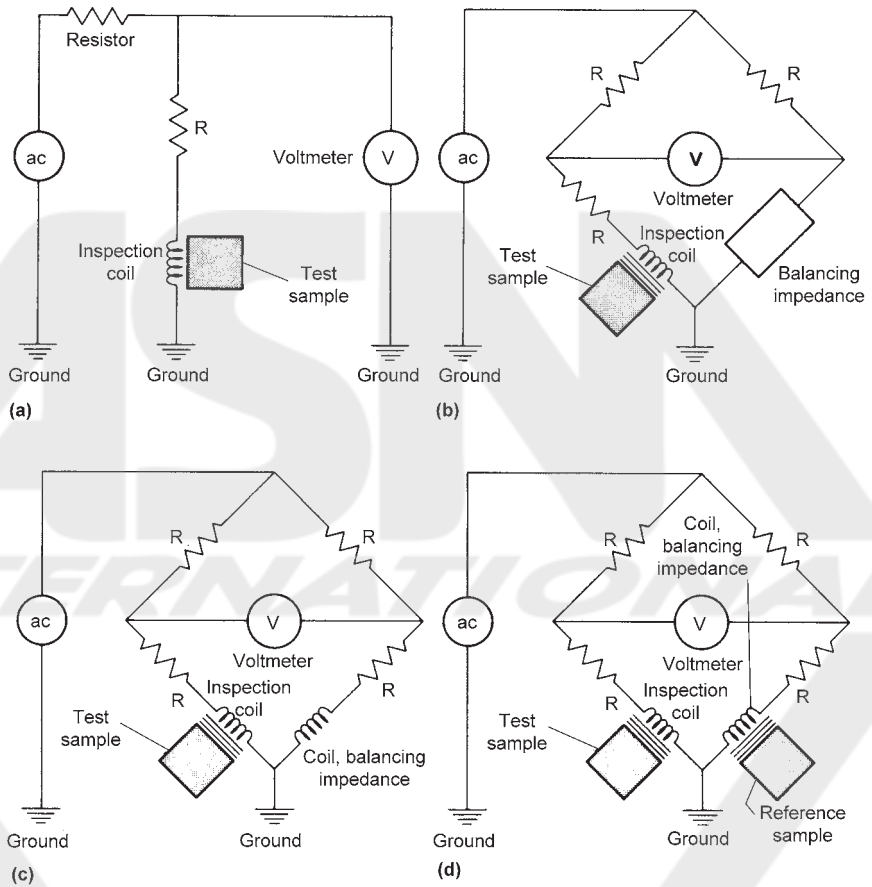 Resistor
R
ac
Voltmeter
V
Inspection
coil
Test
sample
Ground
Ground
Ground
(a)
R
R
ac
V
Voltmeter
R
Inspection
coil
Test
sample
Balancing
impedance
Ground
Ground
(b)
R
R
ac
V
Voltmeter
R
R
Inspection
coil
Test
sample
Coil, balancing
impedance
Ground
Ground
(c)
R
R
Coil,
balancing
impedance
ac
V
Voltmeter
R
R
Inspection
coil
Test
sample
Reference
sample
Ground
Ground
(d)
ASM
INTERNATIONAL